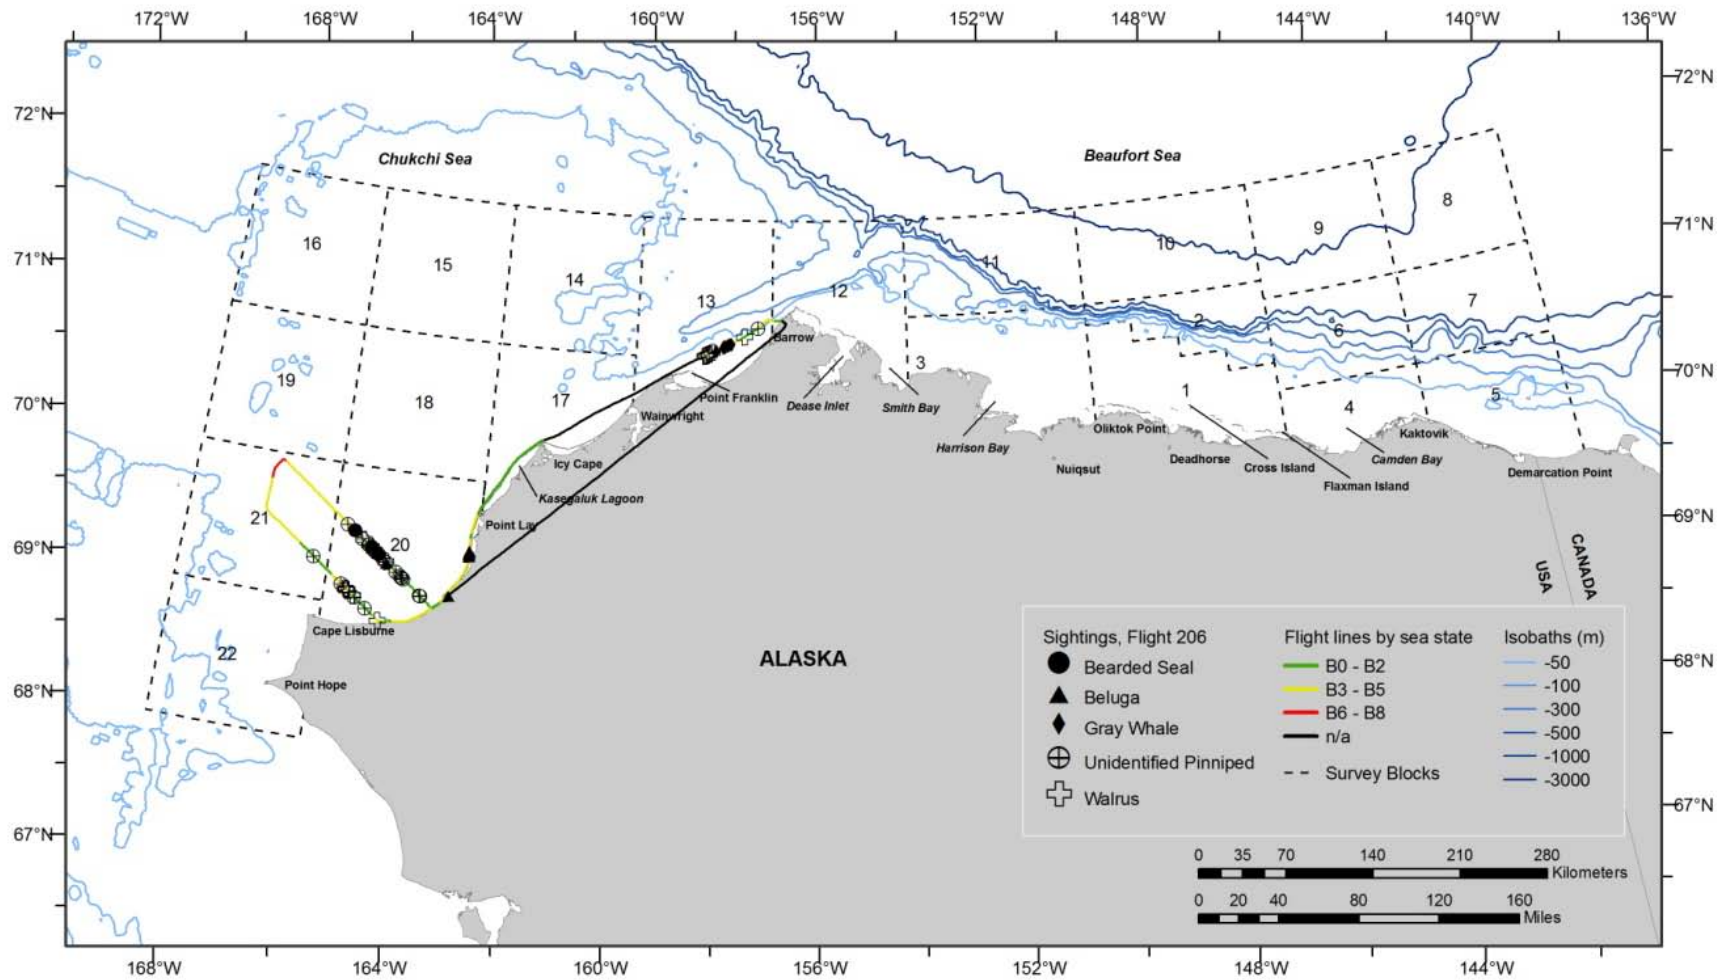 172°W 168°W 164°W 160°W 156°W 152°W 148°W 144°W 140°W 136°W
72°N 72°N
Chukchi Sea Beaufort Sea
8
9
16 10 71°N
15 11
71°N 14
13 12 7
2 6
Barrow
70°N
19 3
18 17 Point Franklin 1 5
70°N Dease Inlet Smith Bay 4
Wainwright
Oliktok Point Kaktovik
Harrison Bay
Icy Cape Nuiqsut Deadhorse Cross Island Camden Bay Demarcation Point
Flaxman Island
Kasegaluk Lagoon
21 Point Lay 69°N
69°N 20
CANADA
USA
Cape Lisburne
22 ALASKA 68°N
68°N Point Hope
67°N 67°N
Sightings, Flight 206
Bearded Seal
Beluga
Gray Whale
Unidentified Pinniped
Walrus
Flight lines by sea state
B0 - B2
B3 - B5
B6 - B8
n/a
Survey Blocks
Isobaths (m)
-50
-100
-300
-500
-1000
-3000
0 35 70 140 210 280
Kilometers
0 20 40 80 120 160
Miles
168°W 164°W 160°W 156°W 152°W 148°W 144°W 140°W